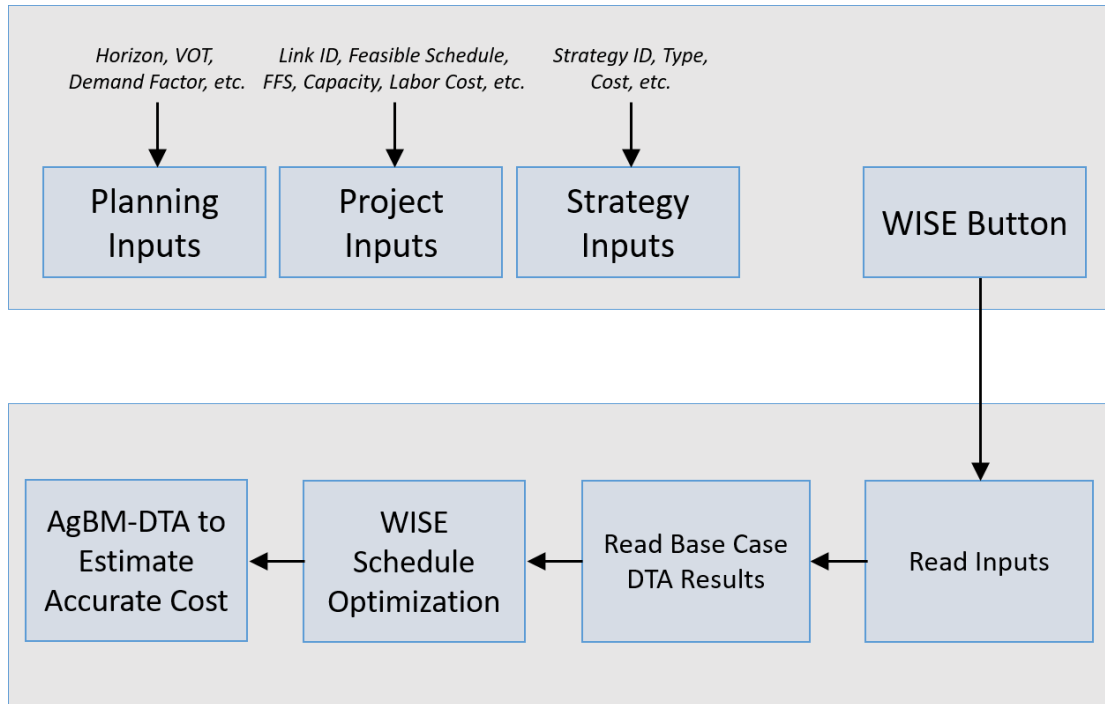 Horizon, VOT,
Demand Factor, etc.
Link ID, Feasible Schedule,
FFS, Capacity, Labor Cost, etc.
Strategy ID, Type,
Cost, etc.
Planning
Inputs
Project
Inputs
Strategy
Inputs
WISE Button
AgBM-DTA to
Estimate
Accurate Cost
WISE
Schedule
Optimization
Read Base Case
DTA Results
Read Inputs